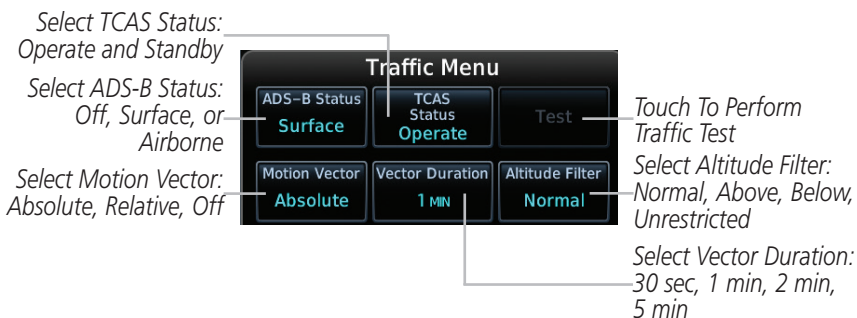 Select TCAS Status:
Operate and Standby
Select ADS-B Status:
Off, Surface, or
Airborne
Select Motion Vector:
Absolute, Relative, Off
Traffic Menu
ADS-B Status
Surface
TCAS
Status
Operate
Test
Motion Vector
Absolute
Vector Duration
1 MIN
Altitude Filter
Normal
Touch To Perform
Traffic Test
Select Altitude Filter:
Normal, Above, Below,
Unrestricted
Select Vector Duration:
30 sec, 1 min, 2 min,
5 min